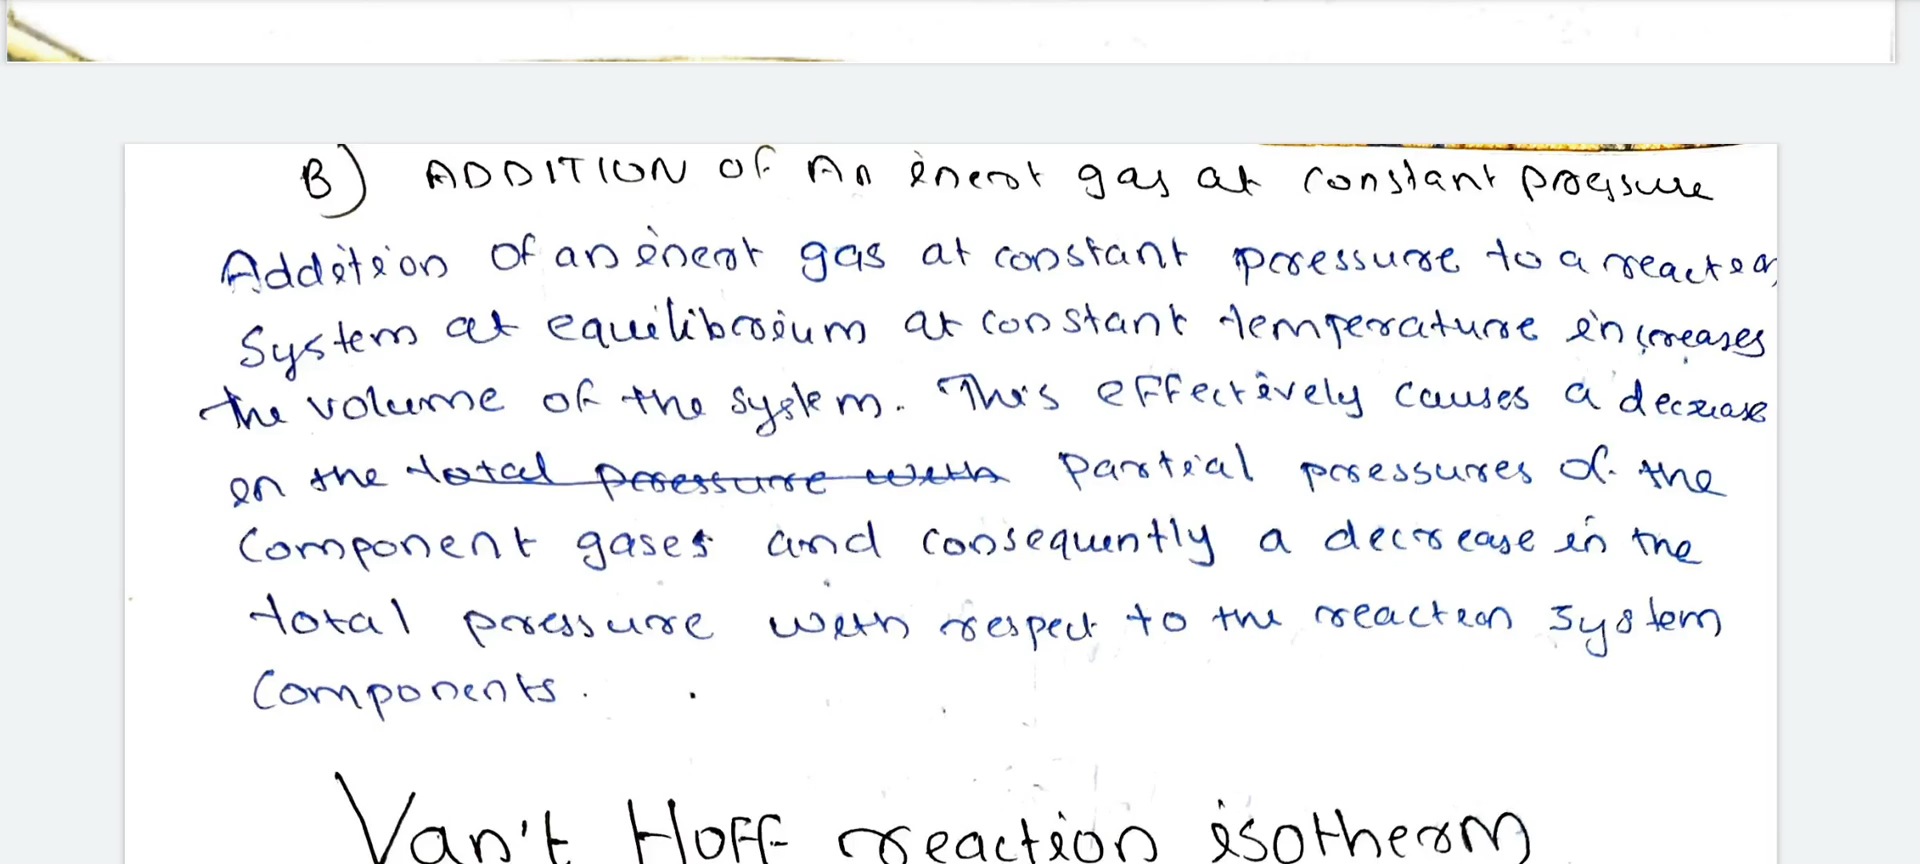 B) ADDITION OF An inert gas at constant pressure
Addition of an inert gas at constant pressure to a reaction
System at equilibrium at constant temperature increases
the volume of the system. This effectively causes a decrease
in the total pressure with partial pressures of the
Component gases and consequently a decrease in the
total pressure with respect to the reaction system
Components.
Van't Hoff reaction isotherm